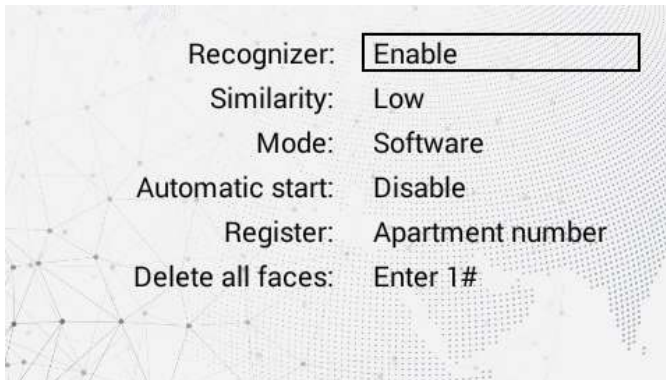 Recognizer: Enable
Similarity: Low
Mode: Software
Automatic start: Disable
Register: Apartment number
Delete all faces: Enter 1#